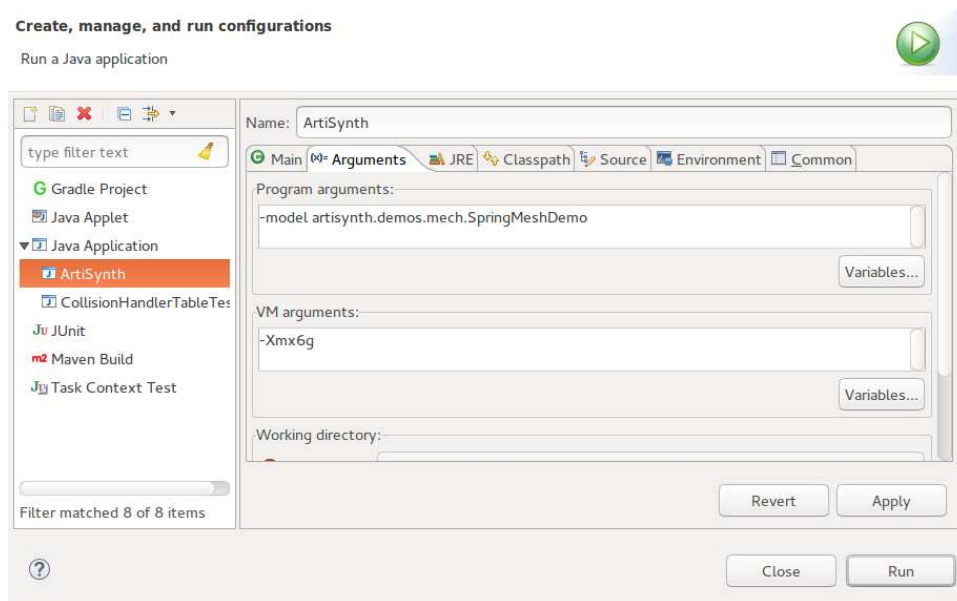 Create, manage, and run configurations
Run a Java application
type filter text
G Gradle Project
Java Applet
Java Application
ArtiSynth
CollisionHandlerTableTes
Ju JUnit
m2 Maven Build
Ju Task Context Test
Filter matched 8 of 8 items
Name: ArtiSynth
Main (x)= Arguments JRE Classpath Source Environment Common
Program arguments:
-model artisynth.demos.mech.SpringMeshDemo
Variables...
VM arguments:
-Xmx6g
Variables...
Working directory:
Revert Apply
? Close Run